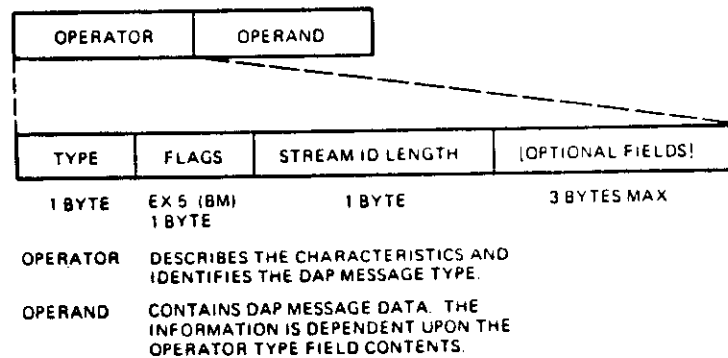 OPERATOR OPERAND
TYPE FLAGS STREAM ID LENGTH [OPTIONAL FIELDS]
1 BYTE EX 5 (BM) 1 BYTE 3 BYTES MAX
1 BYTE
OPERATOR DESCRIBES THE CHARACTERISTICS AND
IDENTIFIES THE DAP MESSAGE TYPE.
OPERAND CONTAINS DAP MESSAGE DATA. THE
INFORMATION IS DEPENDENT UPON THE
OPERATOR TYPE FIELD CONTENTS.